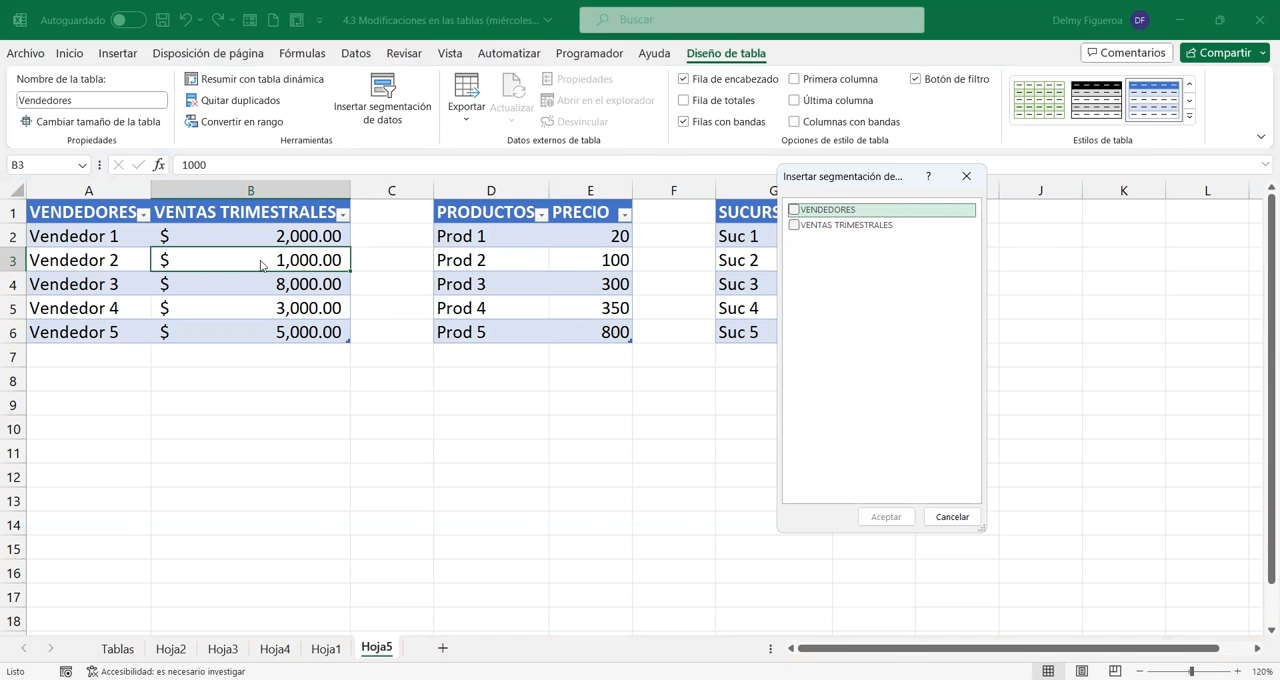 Autoguardado
4.3 Modificaciones en las tablas (miércoles...
Buscar
Delmy Figueroa DF
Archivo Inicio Insertar Disposición de página Fórmulas Datos Revisar Vista Automatizar Programador Ayuda Diseño de tabla
Comentarios Compartir
Nombre de la tabla:
Vendedores
Cambiar tamaño de la tabla
Propiedades
Resumir con tabla dinámica
Quitar duplicados
Convertir en rango
Insertar segmentación
de datos
Herramientas
Exportar Actualizar
Propiedades
Abrir en el explorador
Desvincular
Datos externos de tabla
Fila de encabezado Primera columna Botón de filtro
Fila de totales Última columna
Filas con bandas Columnas con bandas
Opciones de estilo de tabla
Estilos de tabla
B3 fx 1000
A B C D E F G J K L
1 VENDEDORES VENTAS TRIMESTRALES PRODUCTOS PRECIO SUCURS
2 Vendedor 1 $ 2,000.00 Prod 1 20 Suc 1
3 Vendedor 2 $ 1,000.00 Prod 2 100 Suc 2
4 Vendedor 3 $ 8,000.00 Prod 3 300 Suc 3
5 Vendedor 4 $ 3,000.00 Prod 4 350 Suc 4
6 Vendedor 5 $ 5,000.00 Prod 5 800 Suc 5
7
8
9
10
11
12
13
14
15
16
17
18
Insertar segmentación de... ?
VENDEDORES
VENTAS TRIMESTRALES
Aceptar Cancelar
Tablas Hoja2 Hoja3 Hoja4 Hoja1 Hoja5
Listo Accesibilidad: es necesario investigar 120%